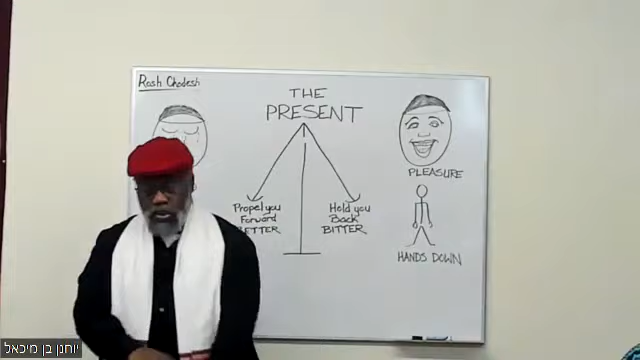 Rosh Chodesh
THE
PRESENT
PLEASURE
Propel you
Forward
BETTER
Hold you
Back
BITTER
HANDS DOWN
יוחנן בן מיכאל